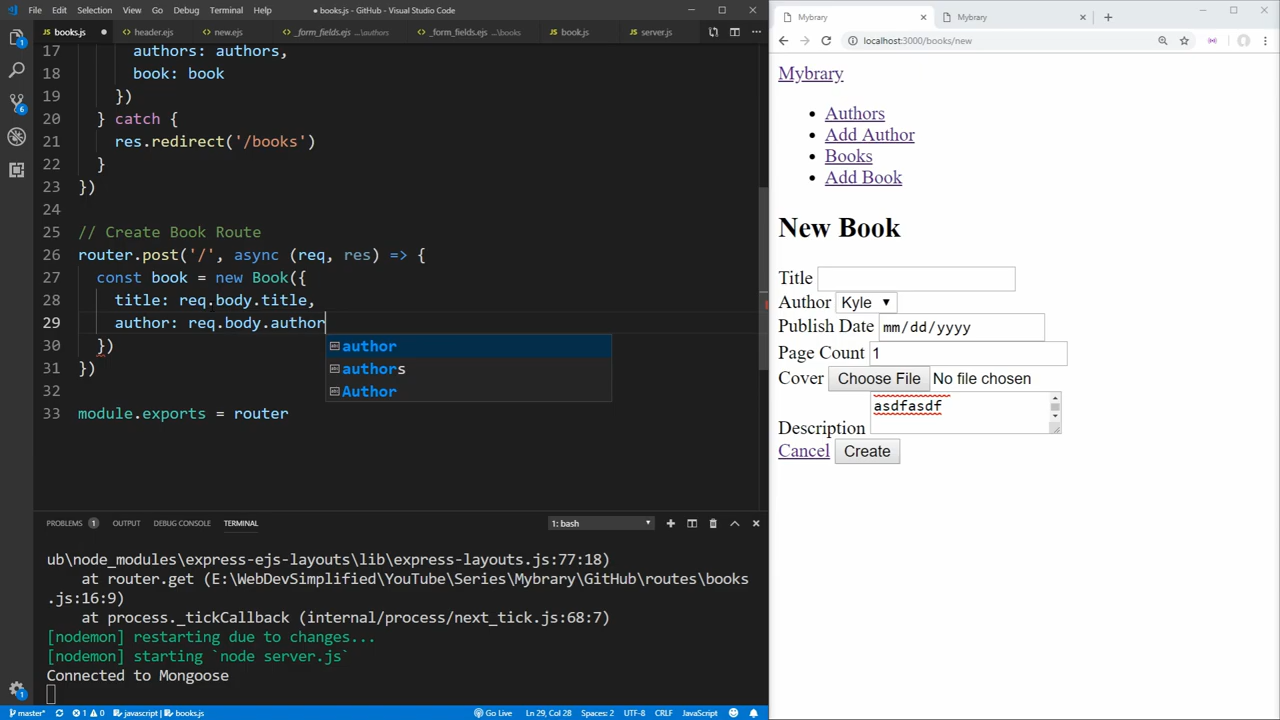 File Edit Selection View Go Debug Terminal Help
● books.js - GitHub - Visual Studio Code
books.js ● header.ejs new.ejs _form_fields.ejs ...\authors _form_fields.ejs ...\books book.js server.js
17 authors: authors,
18 book: book
19 })
20 } catch {
21 res.redirect('/books')
22 }
23 })
24
25 // Create Book Route
26 router.post('/', async (req, res) => {
27 const book = new Book({
28 title: req.body.title,
29 author: req.body.author
30 })
31 })
32
33 module.exports = router
author
authors
Author
PROBLEMS 1 OUTPUT DEBUG CONSOLE TERMINAL
1: bash
ub\node_modules\express-ejs-layouts\lib\express-layouts.js:77:18)
at router.get (E:\WebDevSimplified\YouTube\Series\Mybrary\GitHub\routes\books
.js:16:9)
at process._tickCallback (internal/process/next_tick.js:68:7)
[nodemon] restarting due to changes...
[nodemon] starting `node server.js`
Connected to Mongoose
master* 1 0 javascript | books.js Go Live Ln 29, Col 28 Spaces: 2 UTF-8 CRLF JavaScript
1
6
1
Mybrary
Mybrary
localhost:3000/books/new
Mybrary
• Authors
• Add Author
• Books
• Add Book
New Book
Title
Author Kyle
Publish Date mm/dd/yyyy
Page Count 1
Cover Choose File No file chosen
asdfasdf
Description
Cancel Create